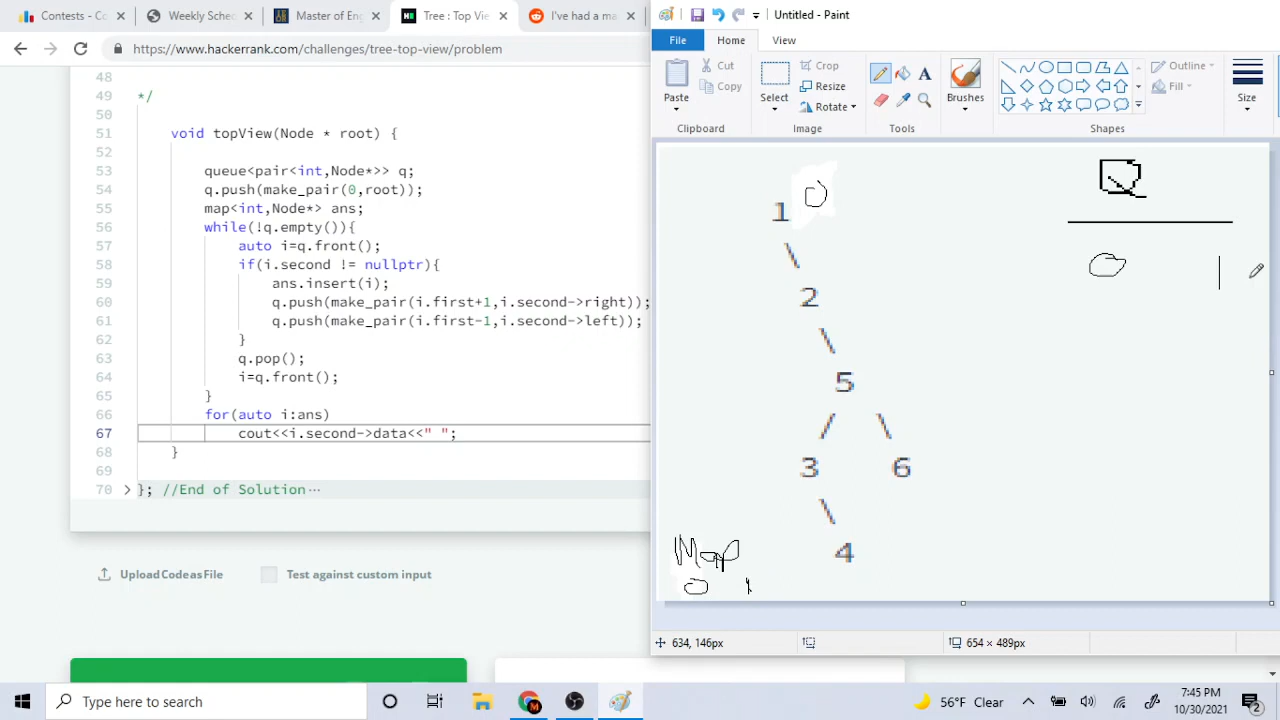 Contests - Co
Weekly Sched
Master of Eng
Tree : Top Vie
I've had a ma
Untitled - Paint
https://www.hackerrank.com/challenges/tree-top-view/problem
File
Home
View
Paste
Cut
Copy
Clipboard
Select
Crop
Resize
Rotate
Image
Tools
Brushes
Shapes
Outline
Fill
Size
48
49 */
50
51 void topView(Node * root) {
52
53 queue<pair<int,Node*>> q;
54 q.push(make_pair(0,root));
55 map<int,Node*> ans;
56 while(!q.empty()){
57 auto i=q.front();
58 if(i.second != nullptr){
59 ans.insert(i);
60 q.push(make_pair(i.first+1,i.second->right));
61 q.push(make_pair(i.first-1,i.second->left));
62 }
63 q.pop();
64 i=q.front();
65 }
66 for(auto i:ans)
67 cout<<i.second->data<<" ";
68 }
69
70 }; //End of Solution
Upload Code as File
Test against custom input
1 0
\
2
\
5
/ \
3 6
\
4
Q
0 1
Map
0 1
634, 146px
654 × 489px
Type here to search
56°F Clear
7:45 PM
10/30/2021
2